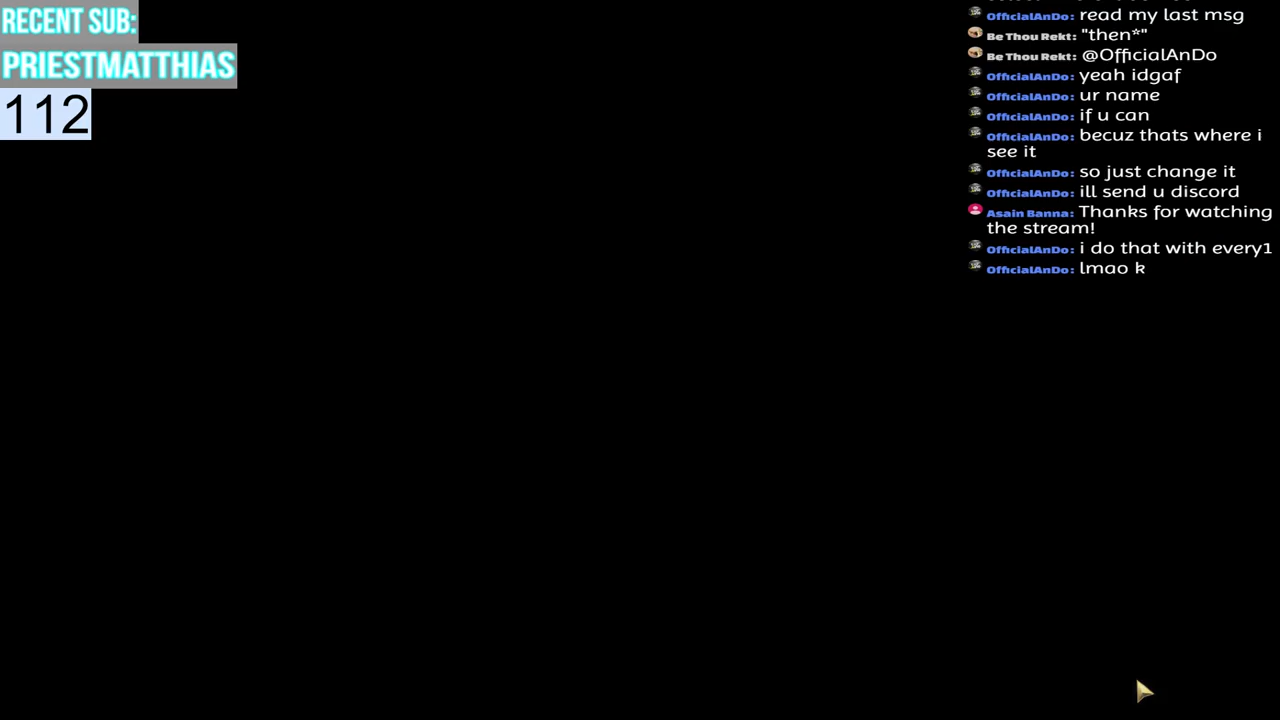 RECENT SUB:
PRIESTMATTHIAS
112
OfficialAnDo: read my last msg
Be Thou Rekt: "then*"
Be Thou Rekt: @OfficialAnDo
OfficialAnDo: yeah idgaf
OfficialAnDo: ur name
OfficialAnDo: if u can
OfficialAnDo: becuz thats where i
see it
OfficialAnDo: so just change it
OfficialAnDo: ill send u discord
Asain Banna: Thanks for watching
the stream!
OfficialAnDo: i do that with every1
OfficialAnDo: lmao k